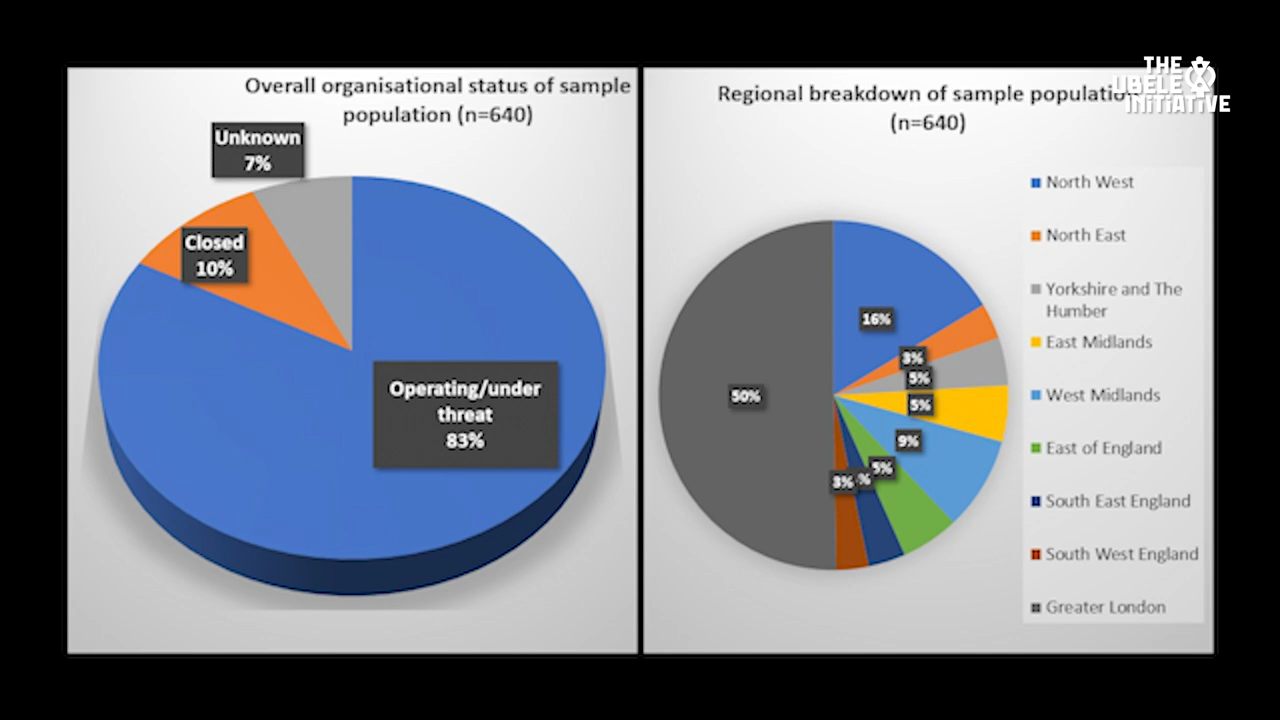 THE
UBELE
INITIATIVE
Overall organisational status of sample
population (n=640)
Unknown
7%
Closed
10%
Operating/under
threat
83%
Regional breakdown of sample population
(n=640)
16%
3%
5%
5%
9%
5%
%
3%
50%
North West
North East
Yorkshire and The
Humber
East Midlands
West Midlands
East of England
South East England
South West England
Greater London